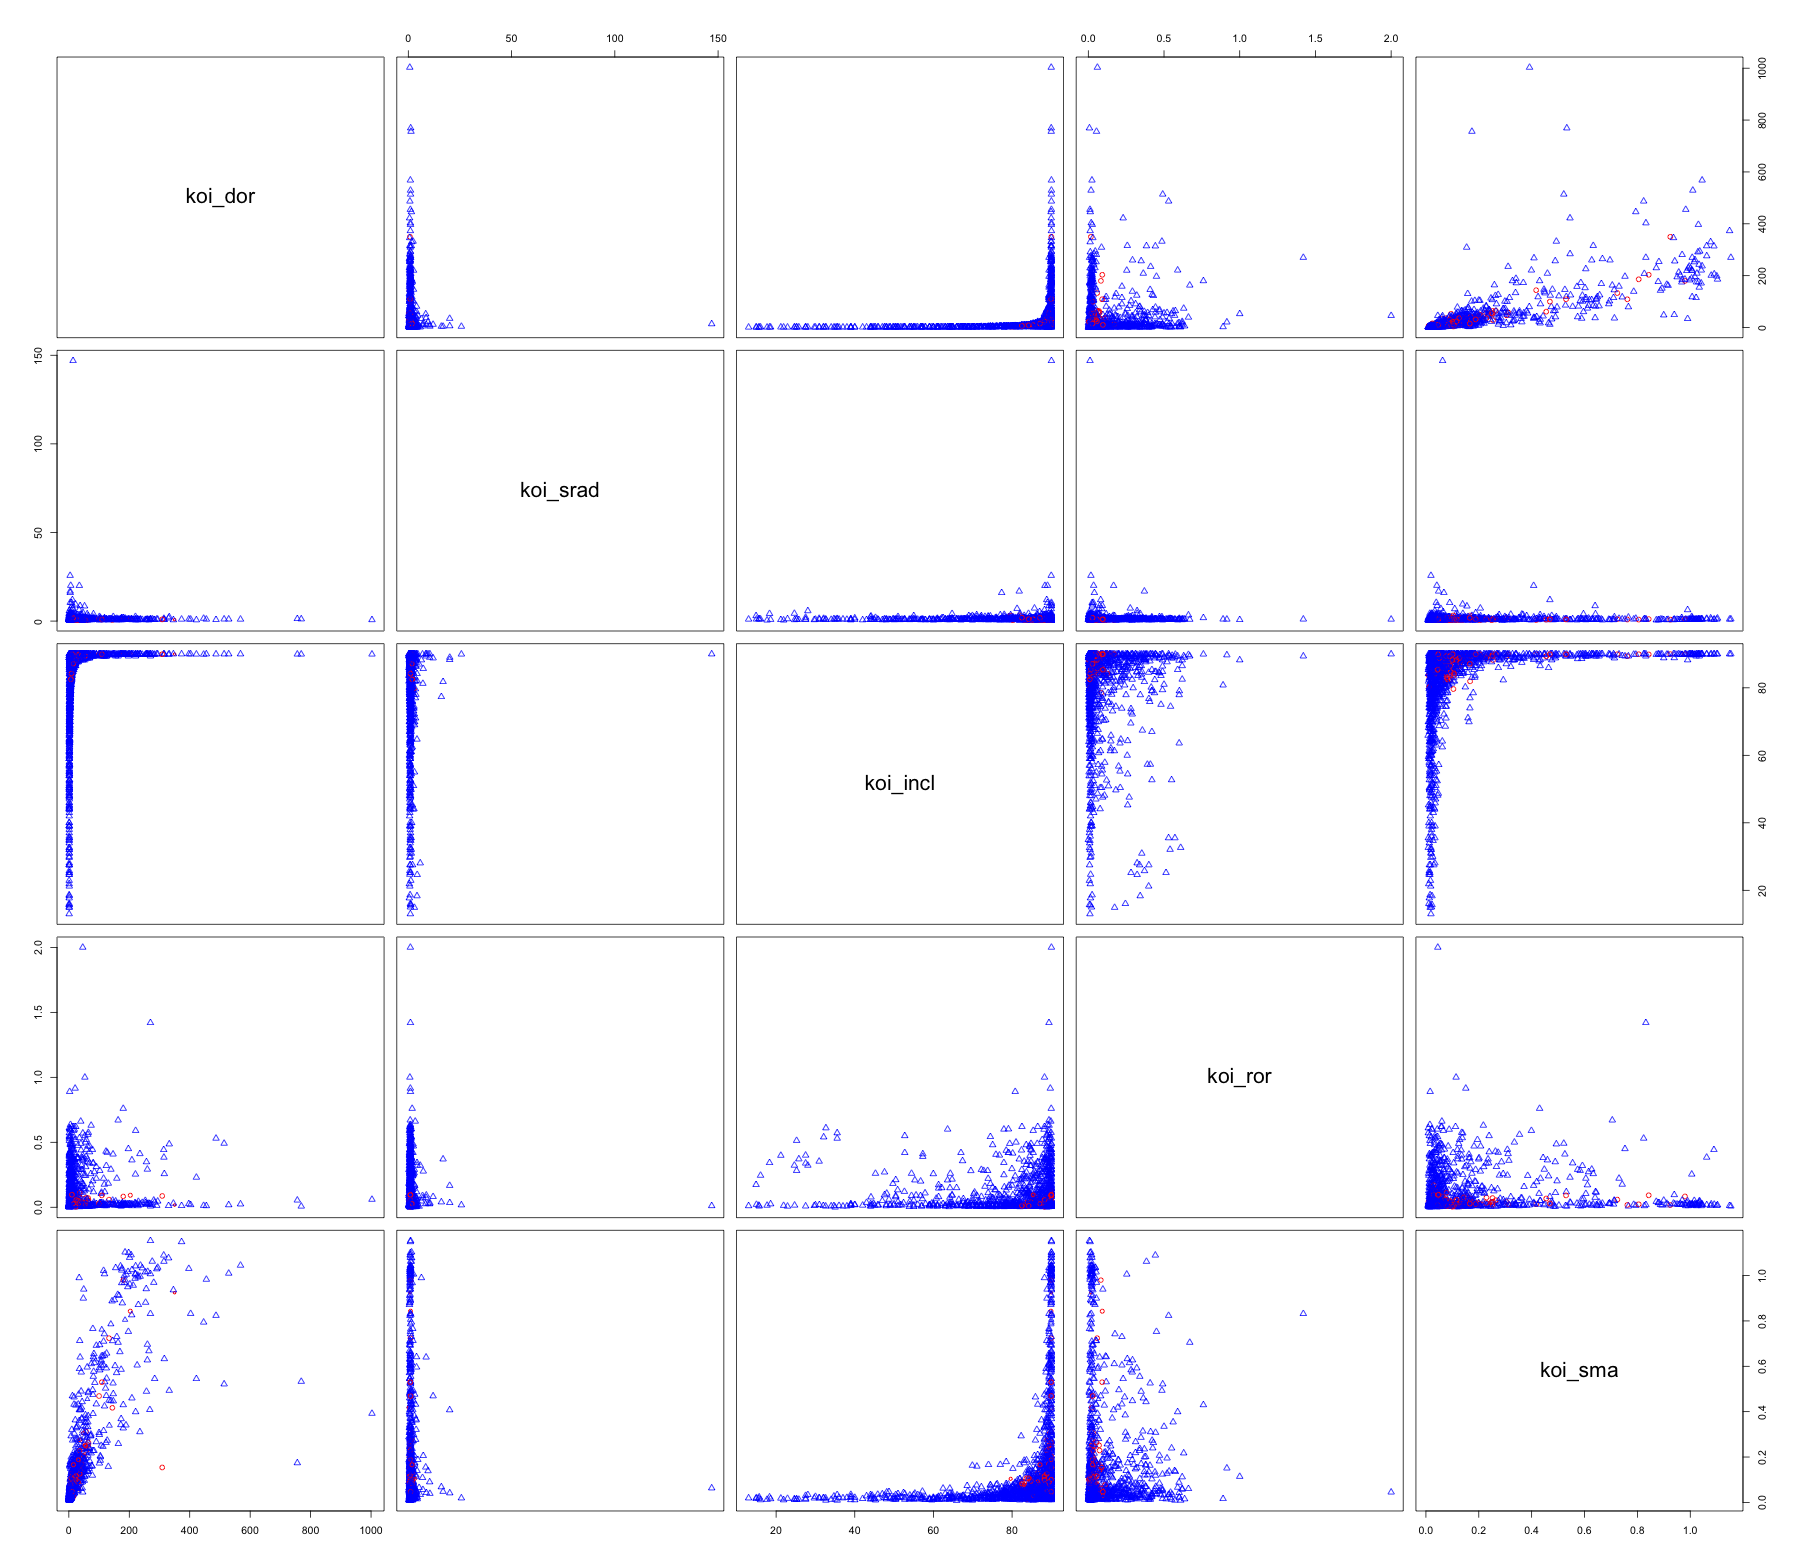 0 50 100 150 0.0 0.5 1.0 1.5 2.0
koi_dor 0 200 400 600 800 1000
0 50 100 150 koi_srad
koi_incl 20 40 60 80
0.0 0.5 1.0 1.5 2.0 koi_ror
koi_sma 0.0 0.2 0.4 0.6 0.8 1.0
0 200 400 600 800 1000 20 40 60 80 0.0 0.2 0.4 0.6 0.8 1.0